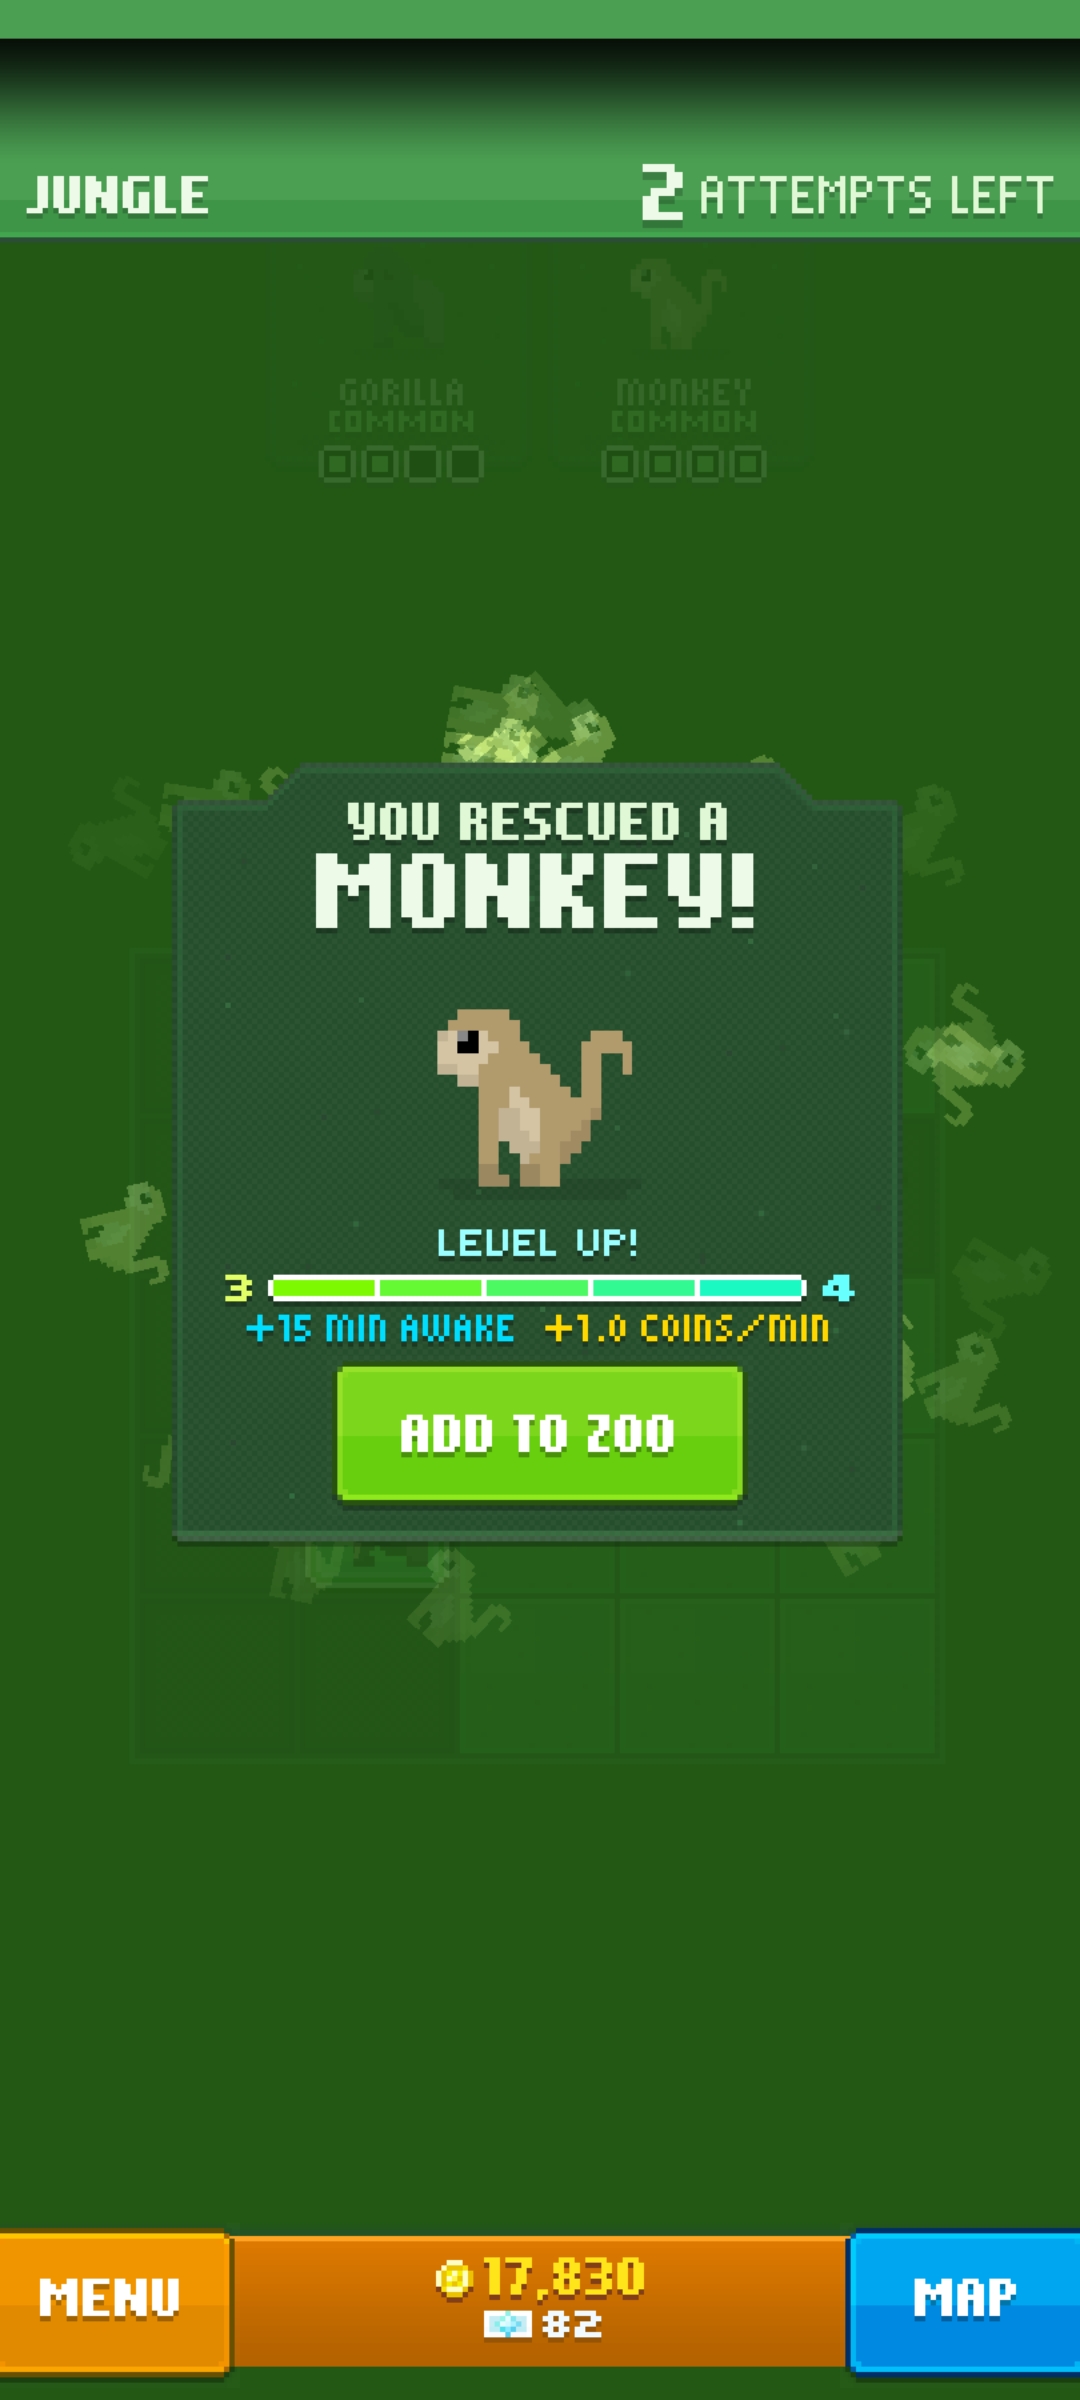 JUNGLE
2 ATTEMPTS LEFT
GORILLA
COMMON
MONKEY
COMMON
YOU RESCUED A
MONKEY!
LEVEL UP!
3
4
+15 MIN AWAKE +1.0 COINS/MIN
ADD TO ZOO
MENU
17,830
82
MAP